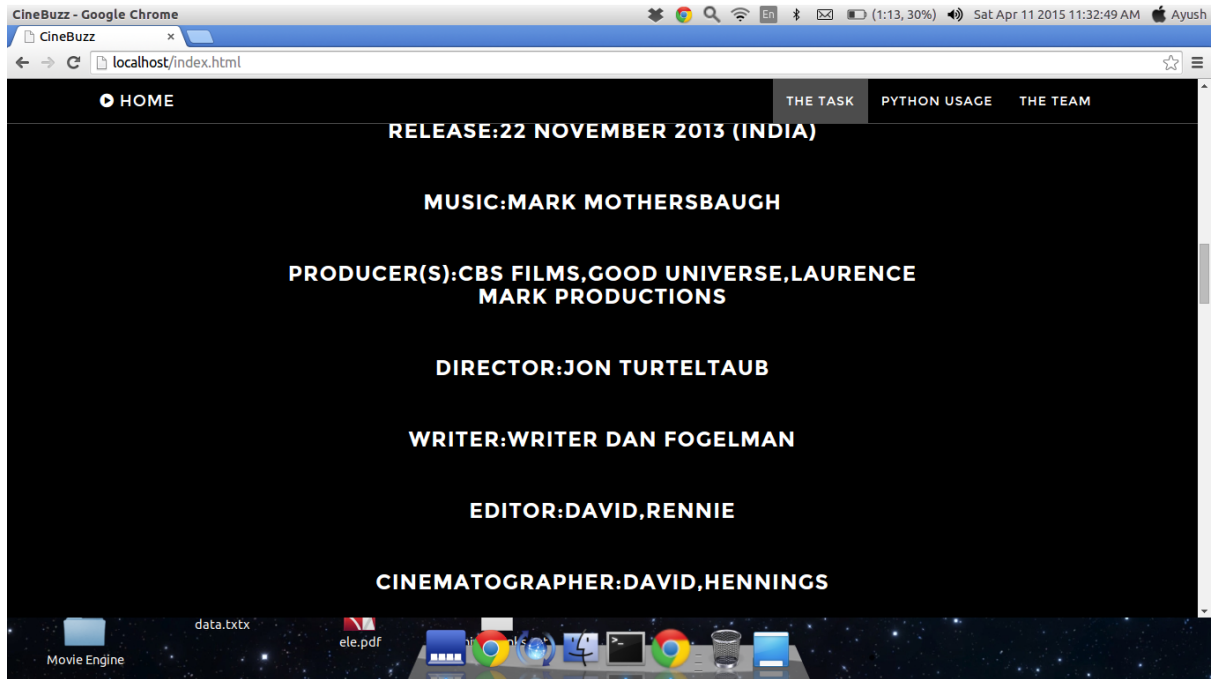 CineBuzz - Google Chrome
En
(1:13, 30%)
Sat Apr 11 2015 11:32:49 AM
Ayush
CineBuzz
localhost/index.html
HOME
THE TASK
PYTHON USAGE
THE TEAM
RELEASE:22 NOVEMBER 2013 (INDIA)
MUSIC:MARK MOTHERSBAUGH
PRODUCER(S):CBS FILMS,GOOD UNIVERSE,LAURENCE
MARK PRODUCTIONS
DIRECTOR:JON TURTELTAUB
WRITER:WRITER DAN FOGELMAN
EDITOR:DAVID,RENNIE
CINEMATOGRAPHER:DAVID,HENNINGS
data.txtx
ele.pdf
Movie Engine